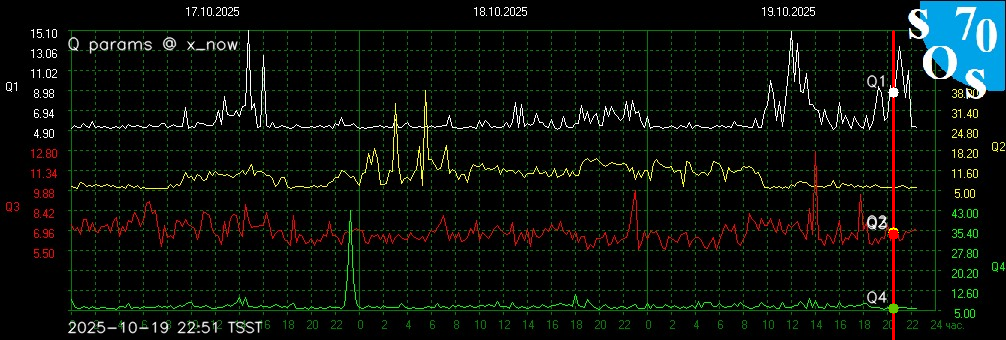 17.10.2025 18.10.2025 19.10.2025
S 70
O
S
Q params @ x_now
15.10
13.06
11.02
Q1 8.98 Q1
6.94
4.90
31.40
24.80
12.80 18.20 Q2
11.34 11.60
9.88 5.00
Q3 8.42 43.00
6.96 35.40
5.50 27.80
20.20 Q4
12.60
Q4
5.00
2025-10-19 22:51 TSST
18 20 22 0 2 4 6 8 10 12 14 16 18 20 22 0 2 4 6 8 10 12 14 16 18 20 22 24 час.